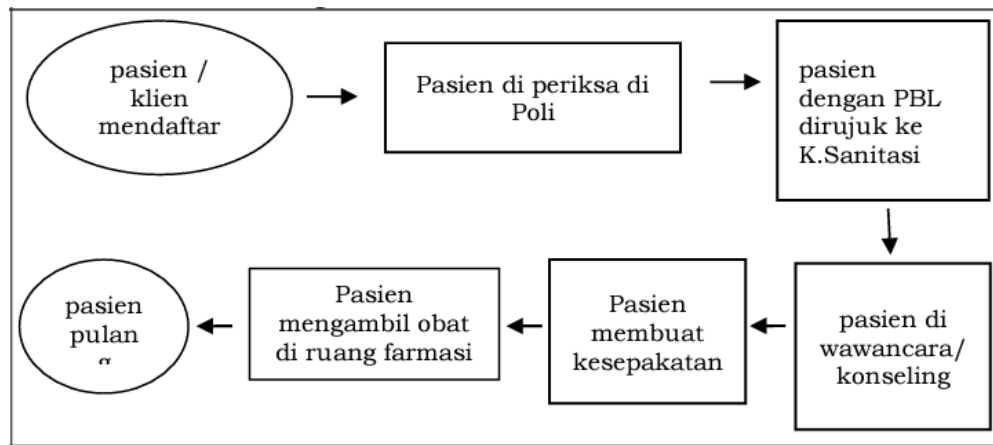 pasien /
klien
mendaftar
Pasien di periksa di
Poli
pasien
dengan PBL
dirujuk ke
K.Sanitasi
pasien di
wawancara/
konseling
Pasien
membuat
kesepakatan
Pasien
mengambil obat
di ruang farmasi
pasien
pulan
g